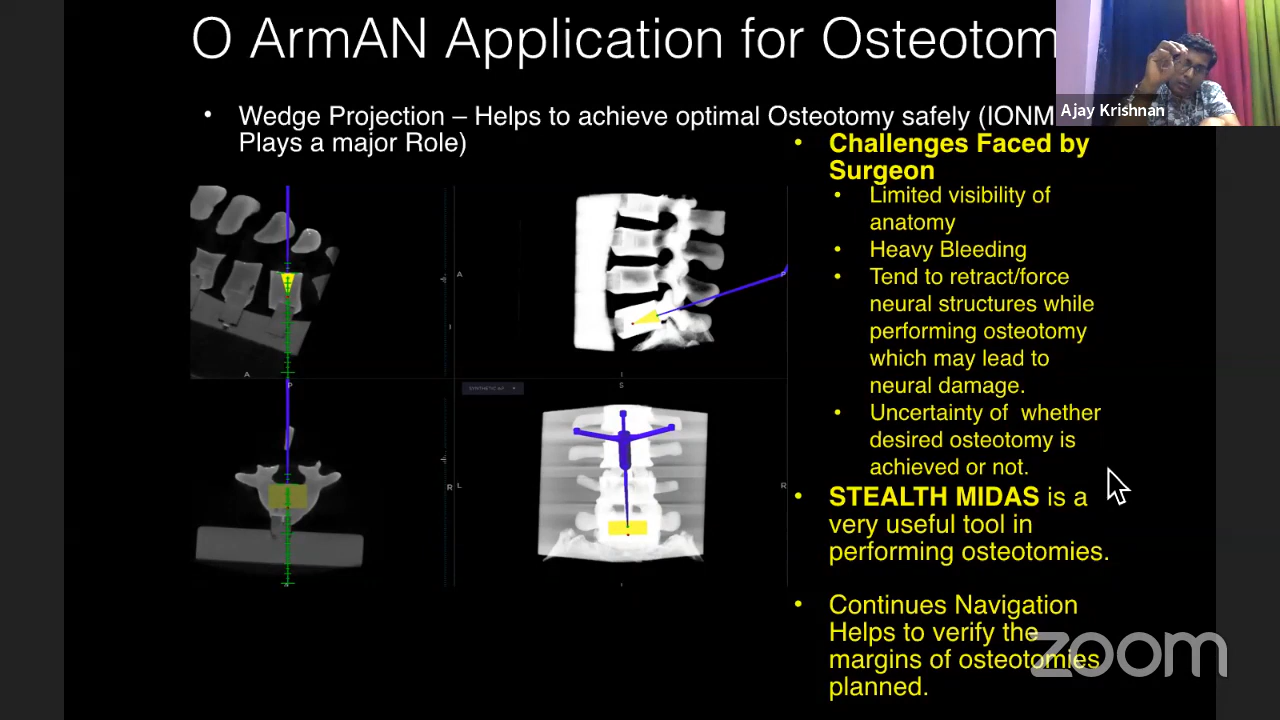 O ArmAN Application for Osteotom
Ajay Krishnan
• Wedge Projection – Helps to achieve optimal Osteotomy safely (IONM
Plays a major Role)
• Challenges Faced by
Surgeon
• Limited visibility of
anatomy
• Heavy Bleeding
• Tend to retract/force
neural structures while
performing osteotomy
which may lead to
neural damage.
• Uncertainty of whether
desired osteotomy is
achieved or not.
• STEALTH MIDAS is a
very useful tool in
performing osteotomies.
• Continues Navigation
Helps to verify the
margins of osteotomies
planned.
A
P
I
A
I
P
S
R
L
R
zoom